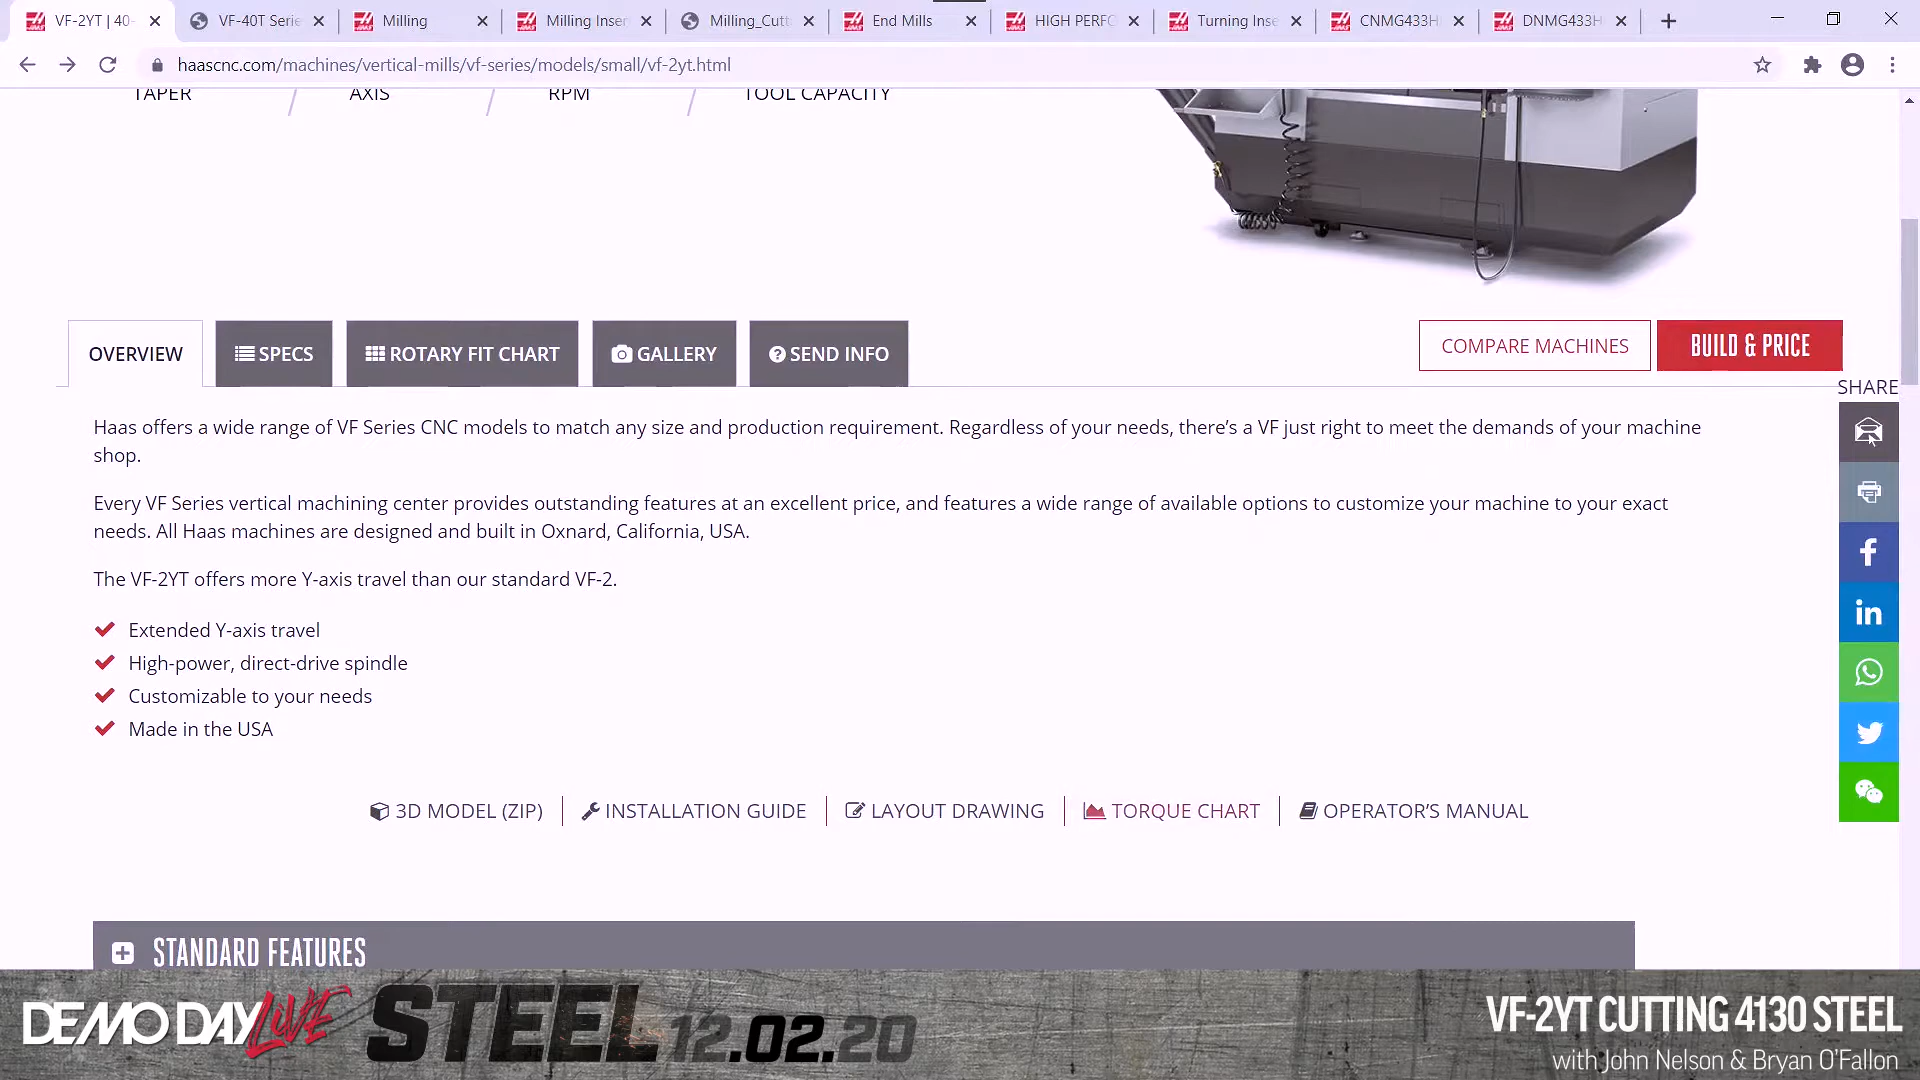 VF-2YT | 40-
VF-40T Serie
Milling
Milling Inser
Milling_Cutt
End Mills
HIGH PERFO
Turning Inse
CNMG433H
DNMG433H
haascnc.com/machines/vertical-mills/vf-series/models/small/vf-2yt.html
TAPER
AXIS
RPM
TOOL CAPACITY
OVERVIEW
SPECS
ROTARY FIT CHART
GALLERY
SEND INFO
COMPARE MACHINES
BUILD & PRICE
SHARE
Haas offers a wide range of VF Series CNC models to match any size and production requirement. Regardless of your needs, there's a VF just right to meet the demands of your machine
shop.
Every VF Series vertical machining center provides outstanding features at an excellent price, and features a wide range of available options to customize your machine to your exact
needs. All Haas machines are designed and built in Oxnard, California, USA.
The VF-2YT offers more Y-axis travel than our standard VF-2.
Extended Y-axis travel
High-power, direct-drive spindle
Customizable to your needs
Made in the USA
3D MODEL (ZIP)
INSTALLATION GUIDE
LAYOUT DRAWING
TORQUE CHART
OPERATOR'S MANUAL
STANDARD FEATURES
DEMO DAY LIVE STEEL 12.02.20
VF-2YT CUTTING 4130 STEEL
with John Nelson & Bryan O'Fallon